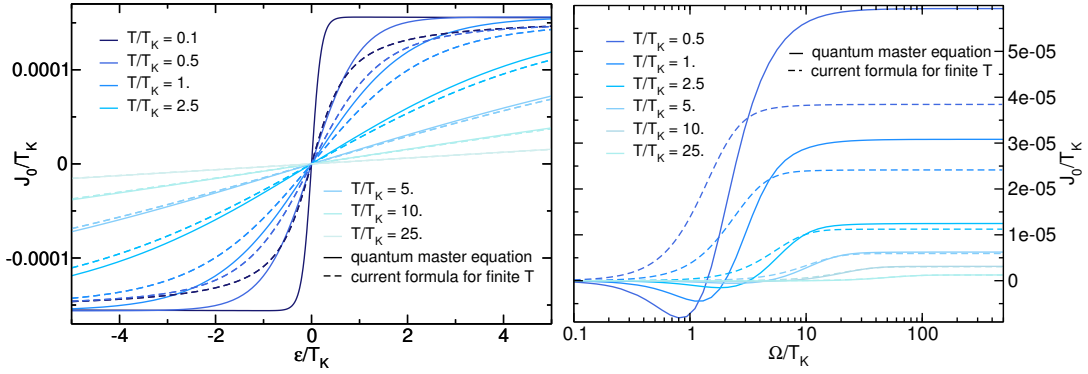 T/T_K = 0.1
T/T_K = 0.5
T/T_K = 1.
T/T_K = 2.5
T/T_K = 5.
T/T_K = 10.
T/T_K = 25.
quantum master equation
current formula for finite T
0.0001
0
-0.0001
J_0/T_K
-4
-2
0
2
4
ε/T_K
T/T_K = 0.5
T/T_K = 1.
T/T_K = 2.5
T/T_K = 5.
T/T_K = 10.
T/T_K = 25.
quantum master equation
current formula for finite T
5e-05
4e-05
3e-05
2e-05
1e-05
0
J_0/T_K
0.1
1
10
100
Ω/T_K